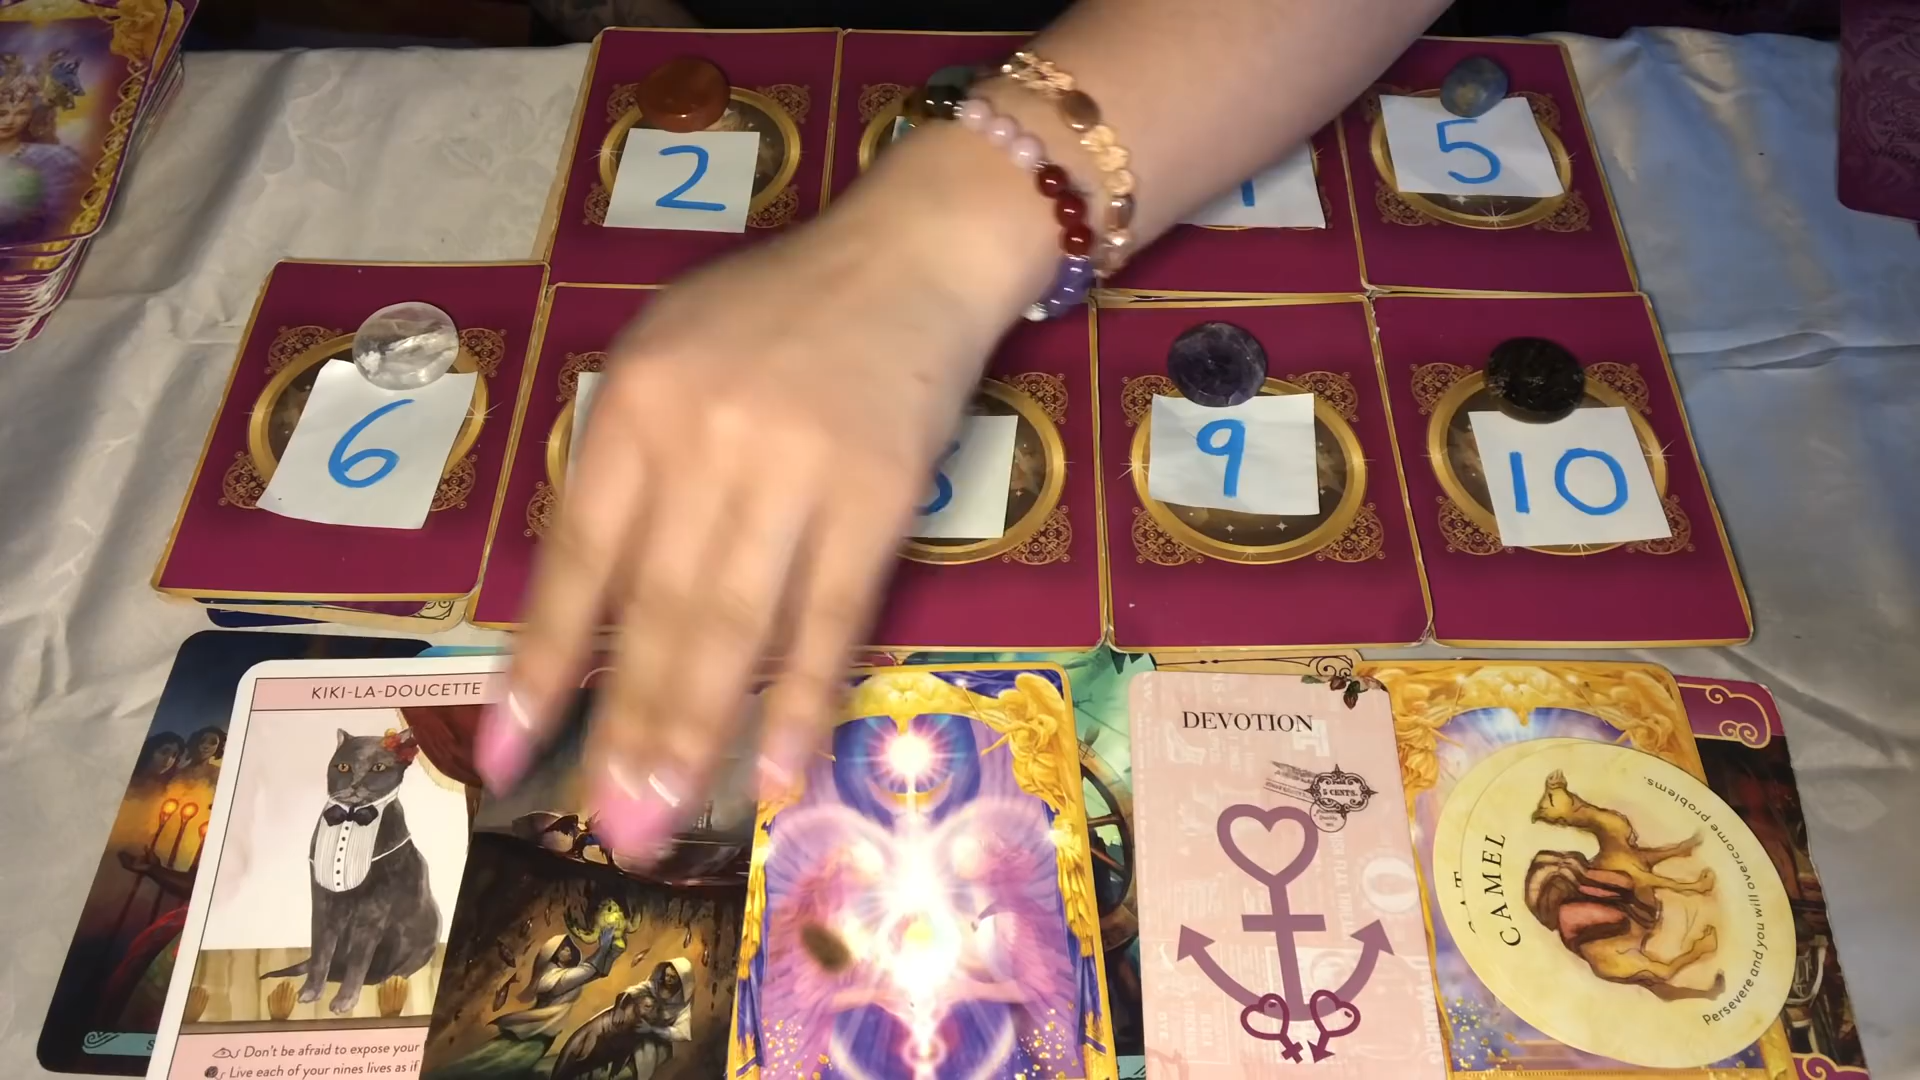 2
5
6
9
10
KIKI-LA-DOUCETTE
Don't be afraid to expose your
Live each of your nines lives as if
DEVOTION
5 CENTS.
CAMEL
Persevere and you will overcome problems.